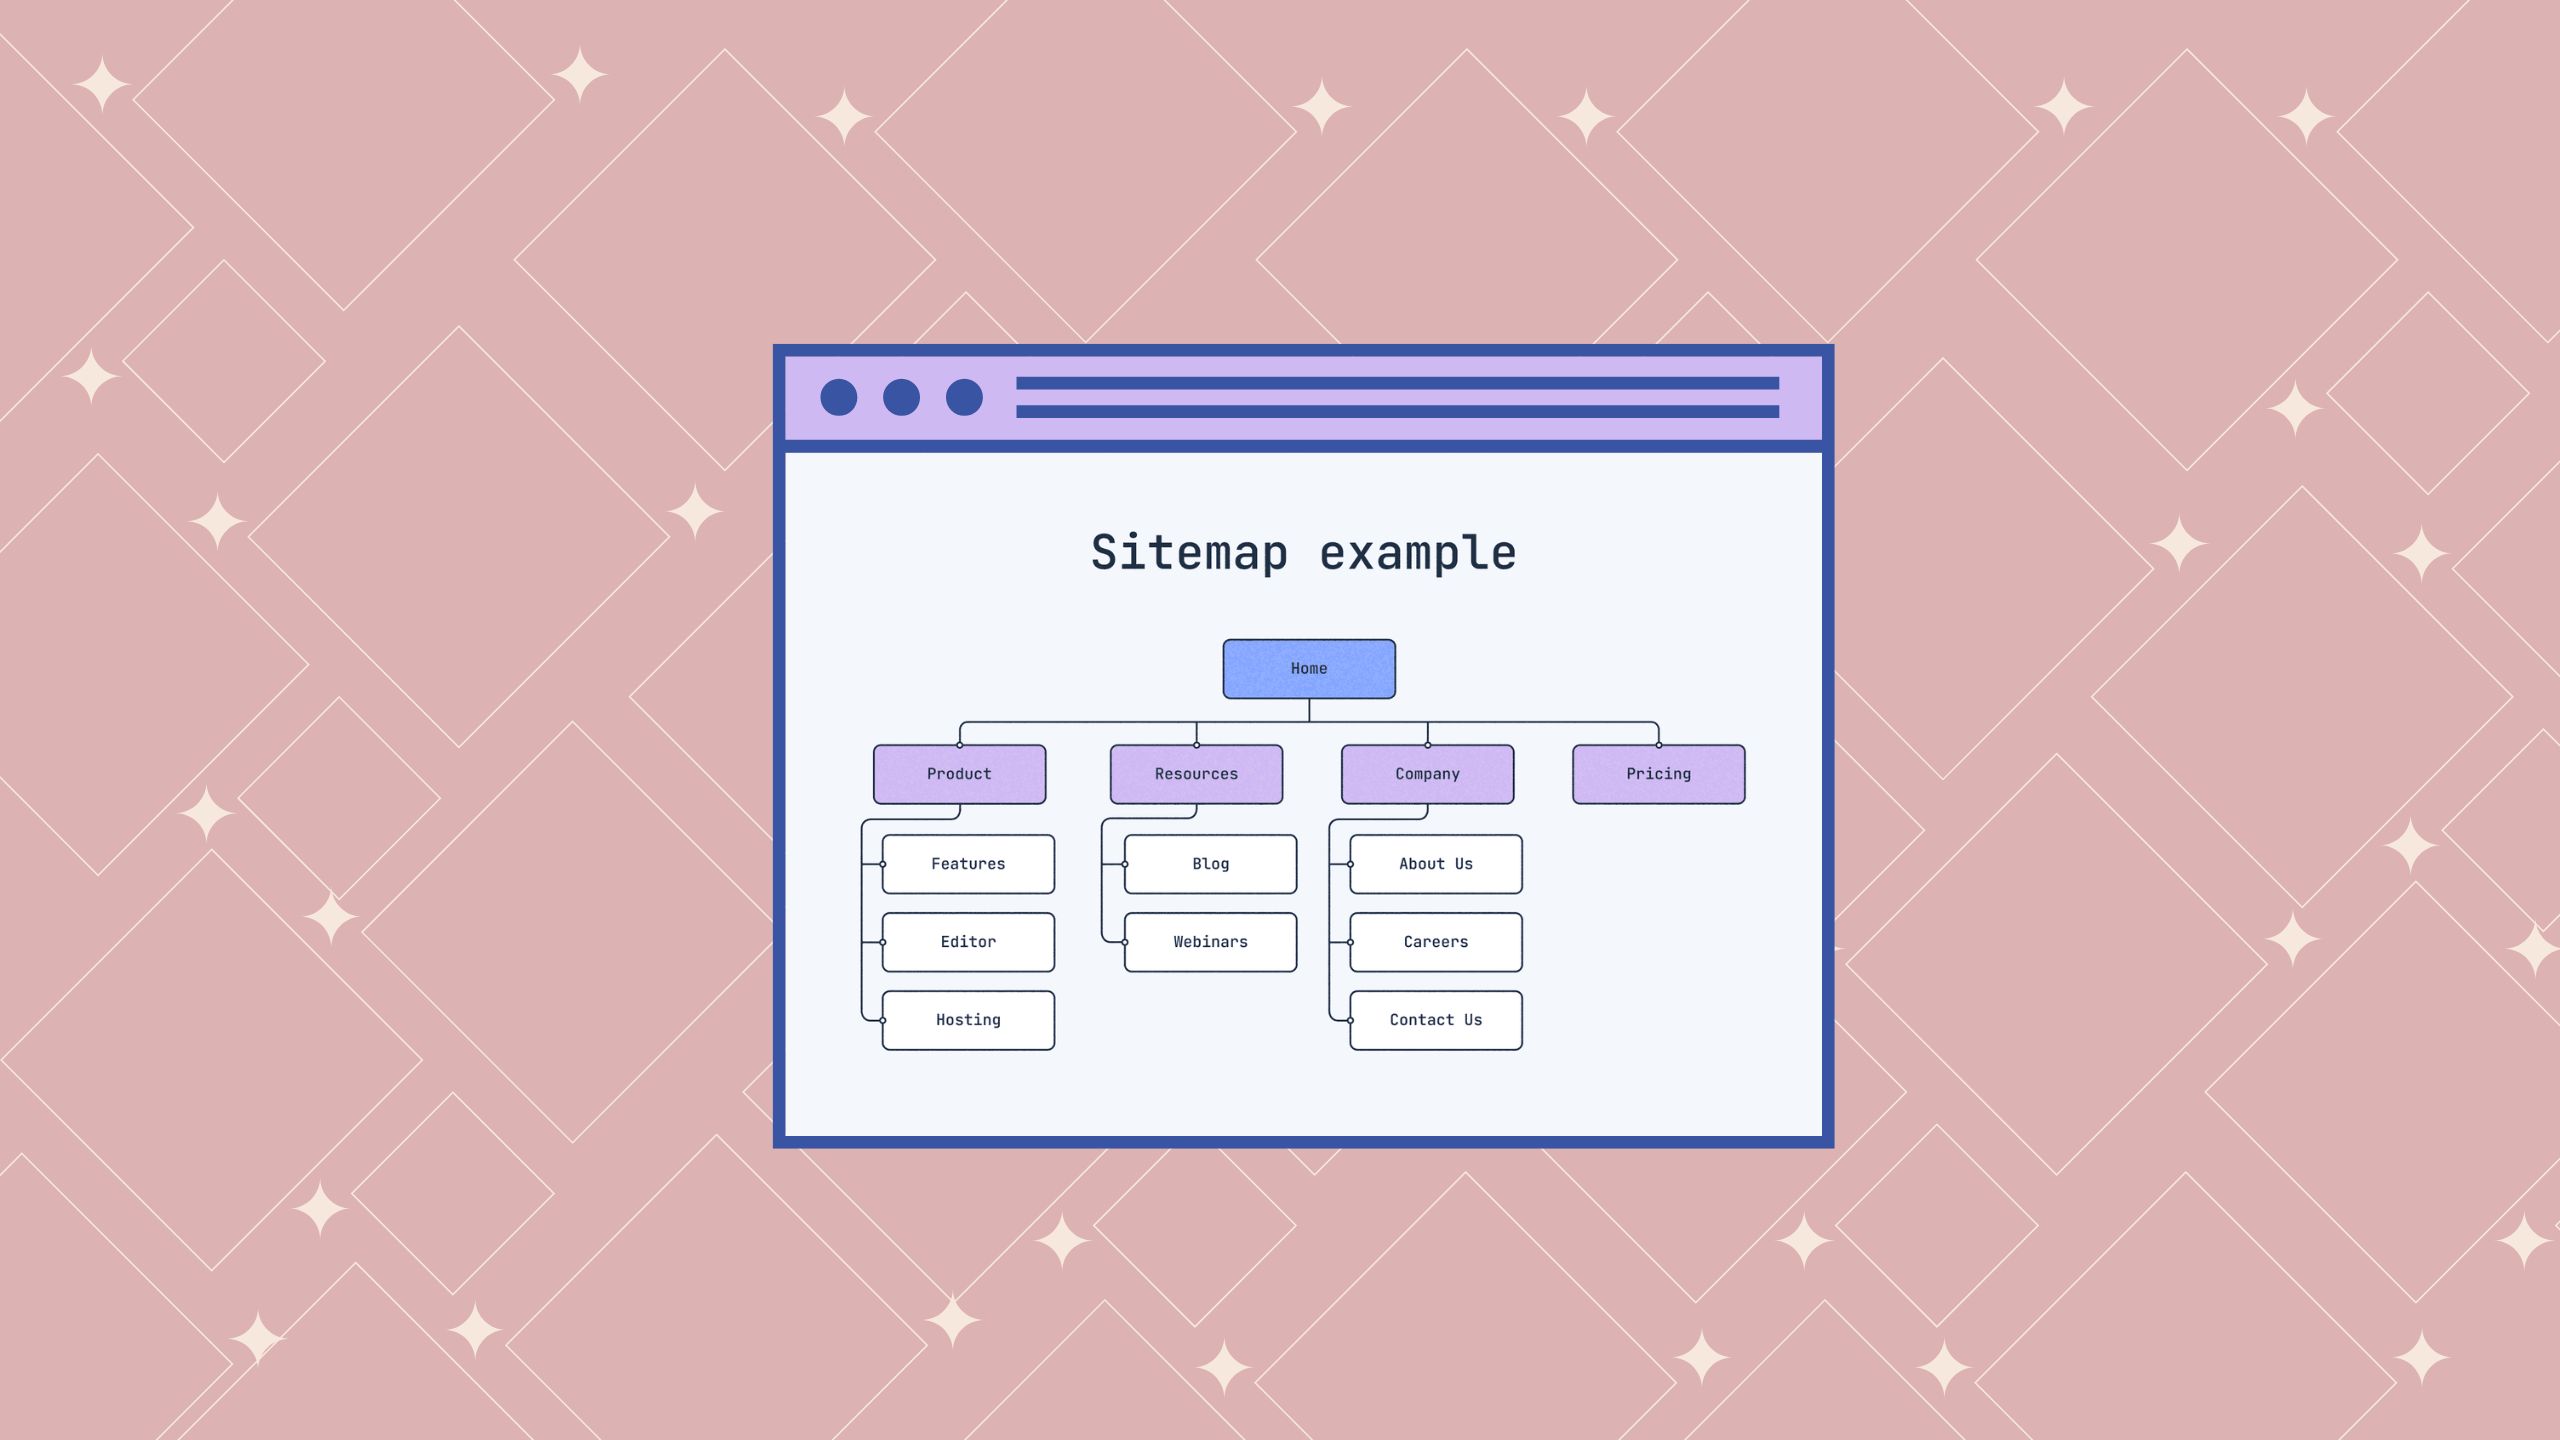 Sitemap example
Home
Product
Resources
Company
Pricing
Features
Blog
About Us
Editor
Webinars
Careers
Hosting
Contact Us